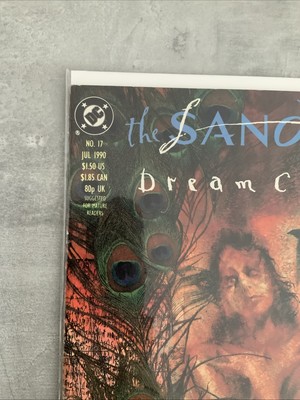 DC
®
NO. 17
JUL 1990
$1.50 US
$1.85 CAN
80p UK
SUGGESTED
FOR MATURE
READERS
the SAND
Dream C